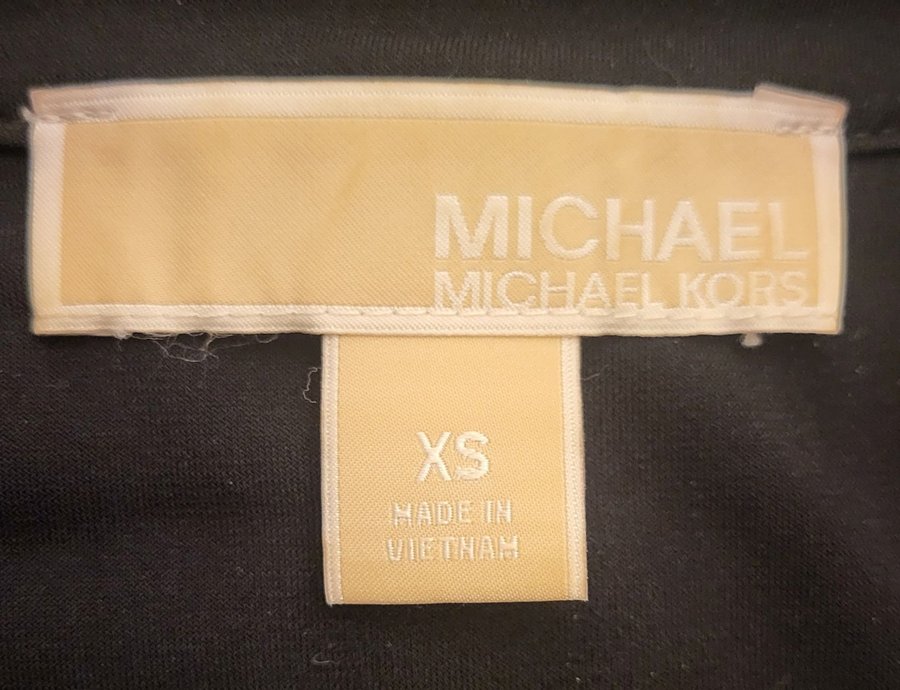 MICHAEL
MICHAEL KORS
XS
MADE IN
VIETNAM